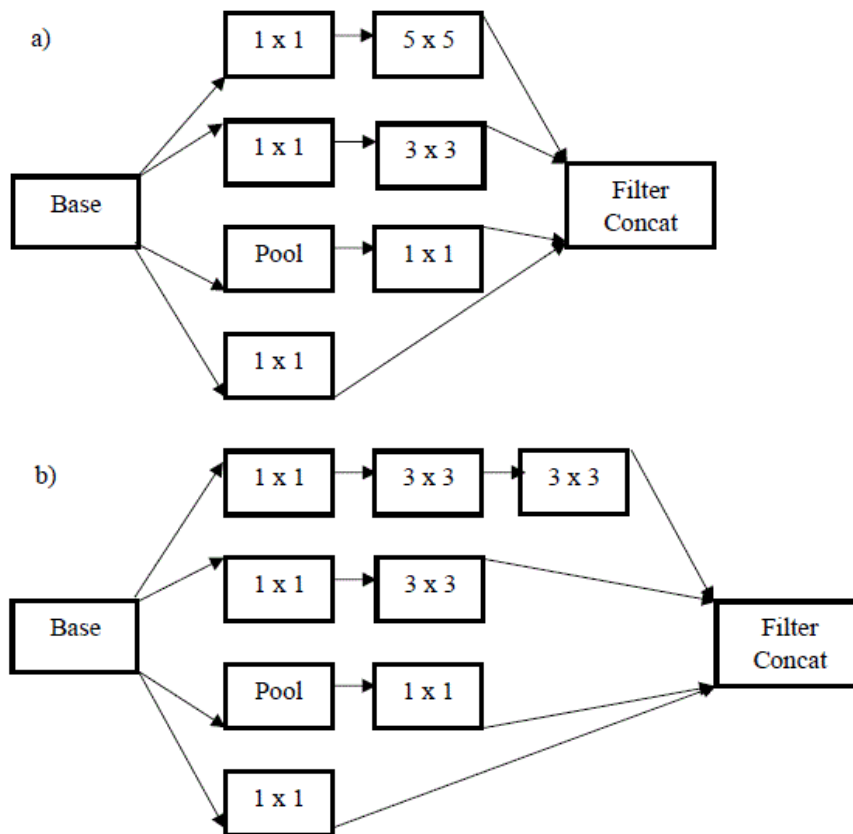 a)
1 x 1
5 x 5
1 x 1
3 x 3
Base
Filter
Concat
Pool
1 x 1
1 x 1
b)
1 x 1
3 x 3
3 x 3
1 x 1
3 x 3
Base
Filter
Concat
Pool
1 x 1
1 x 1